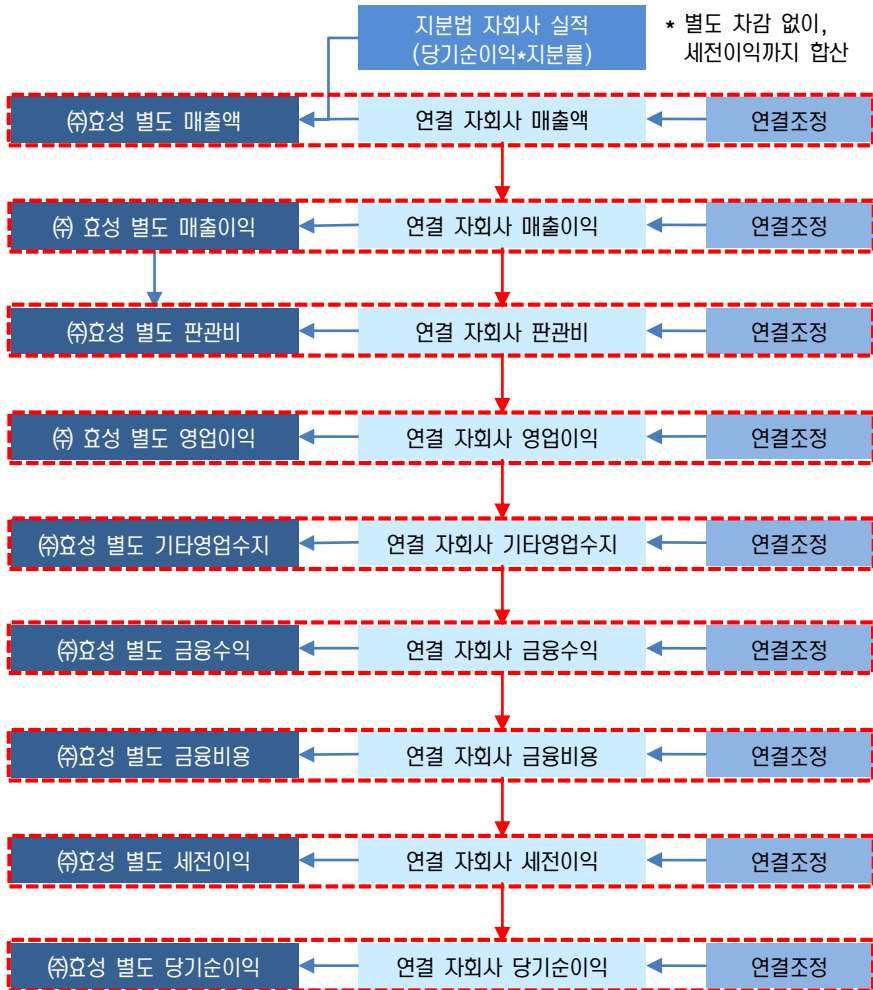 지분법 자회사 실적
(당기순이익*지분률)
* 별도 차감 없이,
세전이익까지 합산
㈜효성 별도 매출액
연결 자회사 매출액
연결조정
㈜ 효성 별도 매출이익
연결 자회사 매출이익
연결조정
㈜효성 별도 판관비
연결 자회사 판관비
연결조정
㈜ 효성 별도 영업이익
연결 자회사 영업이익
연결조정
㈜효성 별도 기타영업수지
연결 자회사 기타영업수지
연결조정
㈜효성 별도 금융수익
연결 자회사 금융수익
연결조정
㈜효성 별도 금융비용
연결 자회사 금융비용
연결조정
㈜효성 별도 세전이익
연결 자회사 세전이익
연결조정
㈜효성 별도 당기순이익
연결 자회사 당기순이익
연결조정